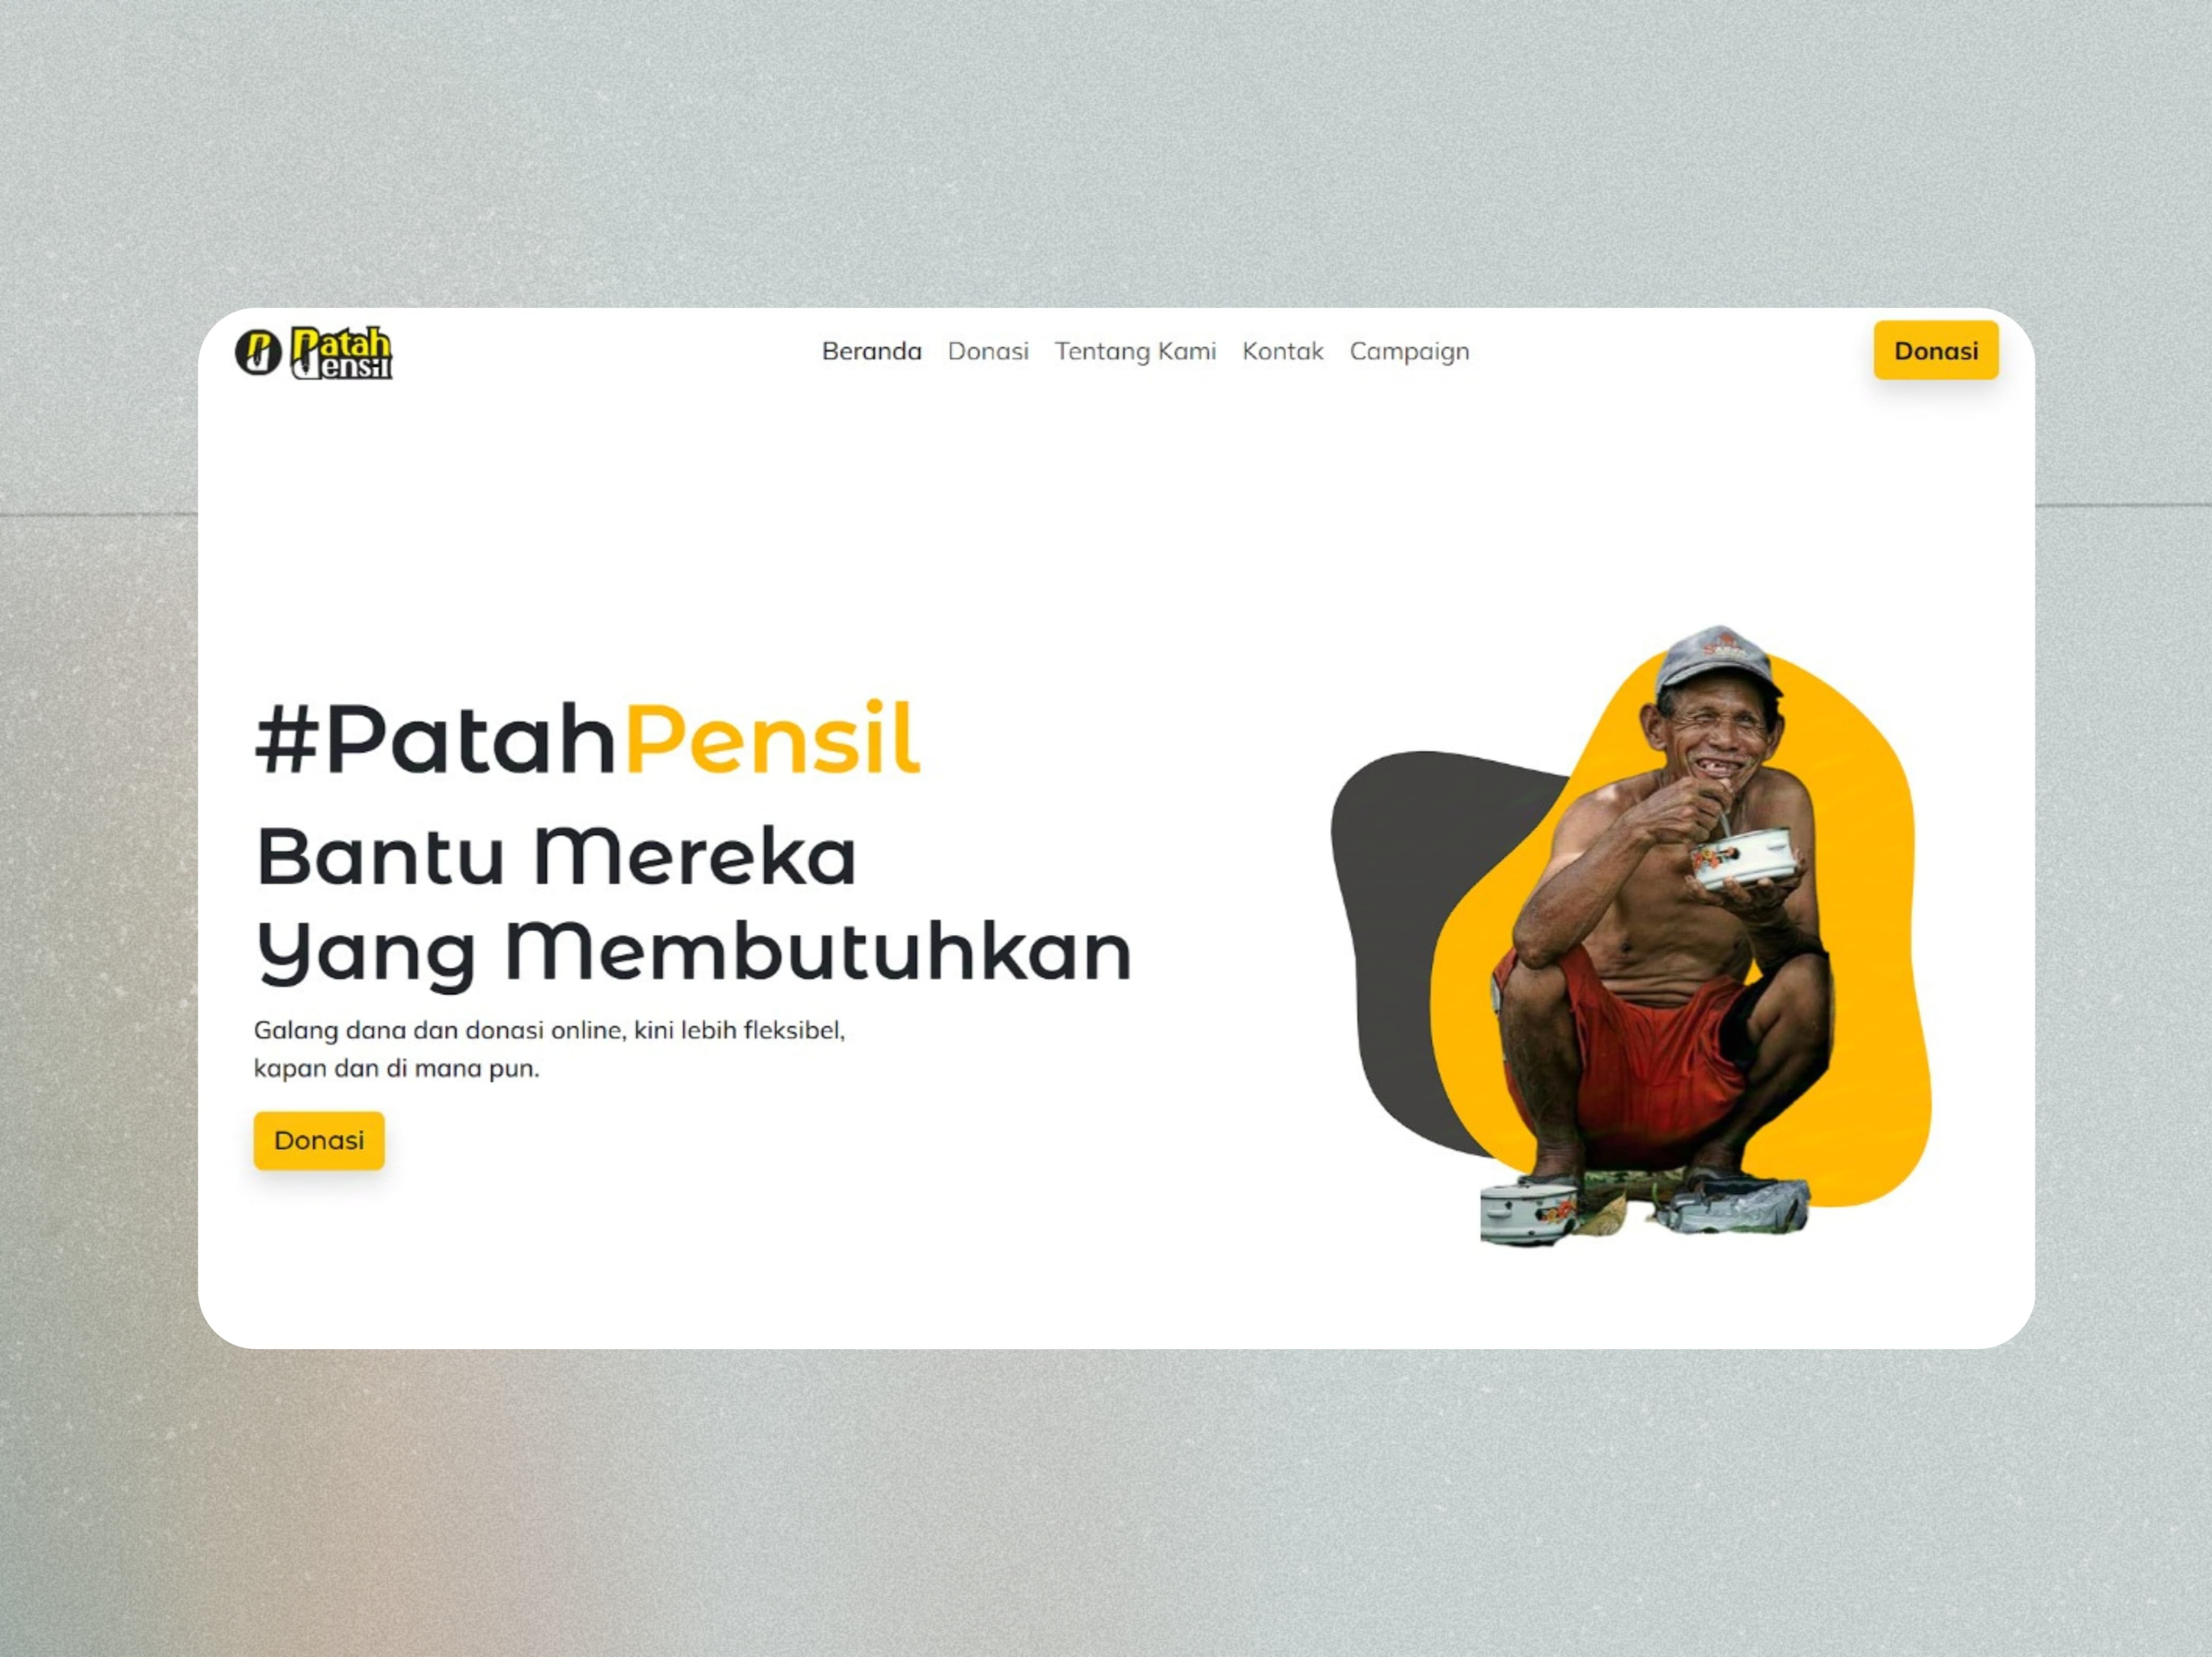 Patah
Pensil
Beranda Donasi Tentang Kami Kontak Campaign
Donasi
#PatahPensil
Bantu Mereka
Yang Membutuhkan
Galang dana dan donasi online, kini lebih fleksibel,
kapan dan di mana pun.
Donasi